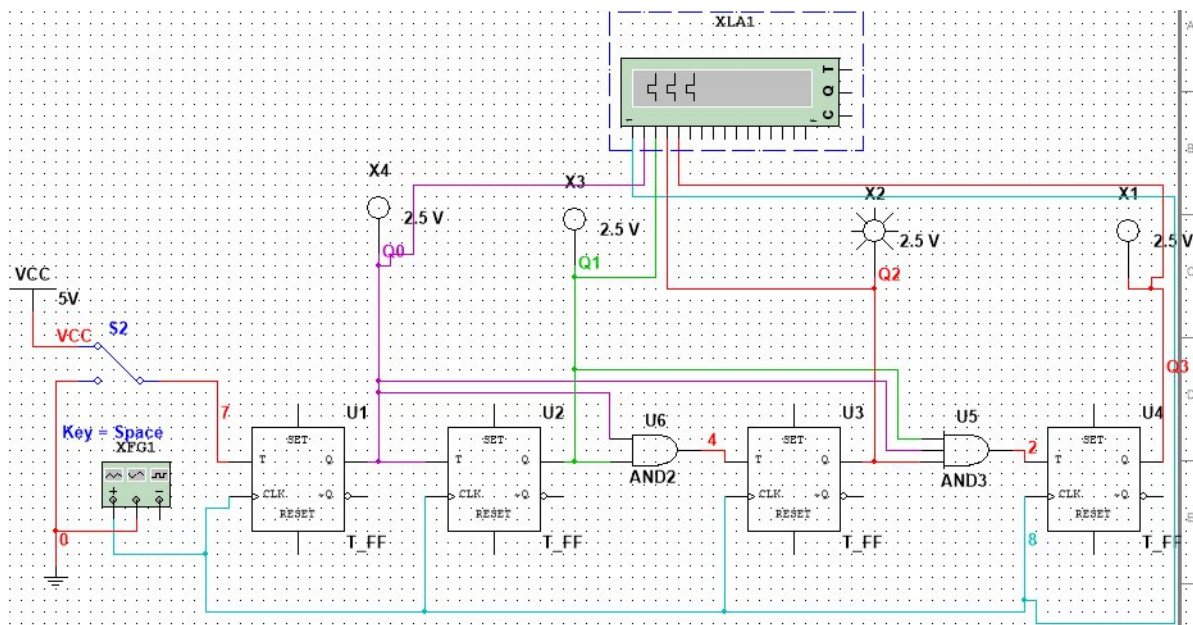 XLA1
T
Q
C
1
F
X4
2.5 V
X3
2.5 V
X2
2.5 V
X1
2.5 V
Q0
Q1
Q2
Q3
VCC
5V
VCC
S2
Key = Space
XFG1
7
0
U1
SET
T
Q
CLK
~Q
RESET
T_FF
U2
SET
T
Q
CLK
~Q
RESET
T_FF
U6
AND2
4
U3
SET
T
Q
CLK
~Q
RESET
T_FF
U5
AND3
2
U4
SET
T
Q
CLK
~Q
RESET
T_FF
8
A
B
C
D
E